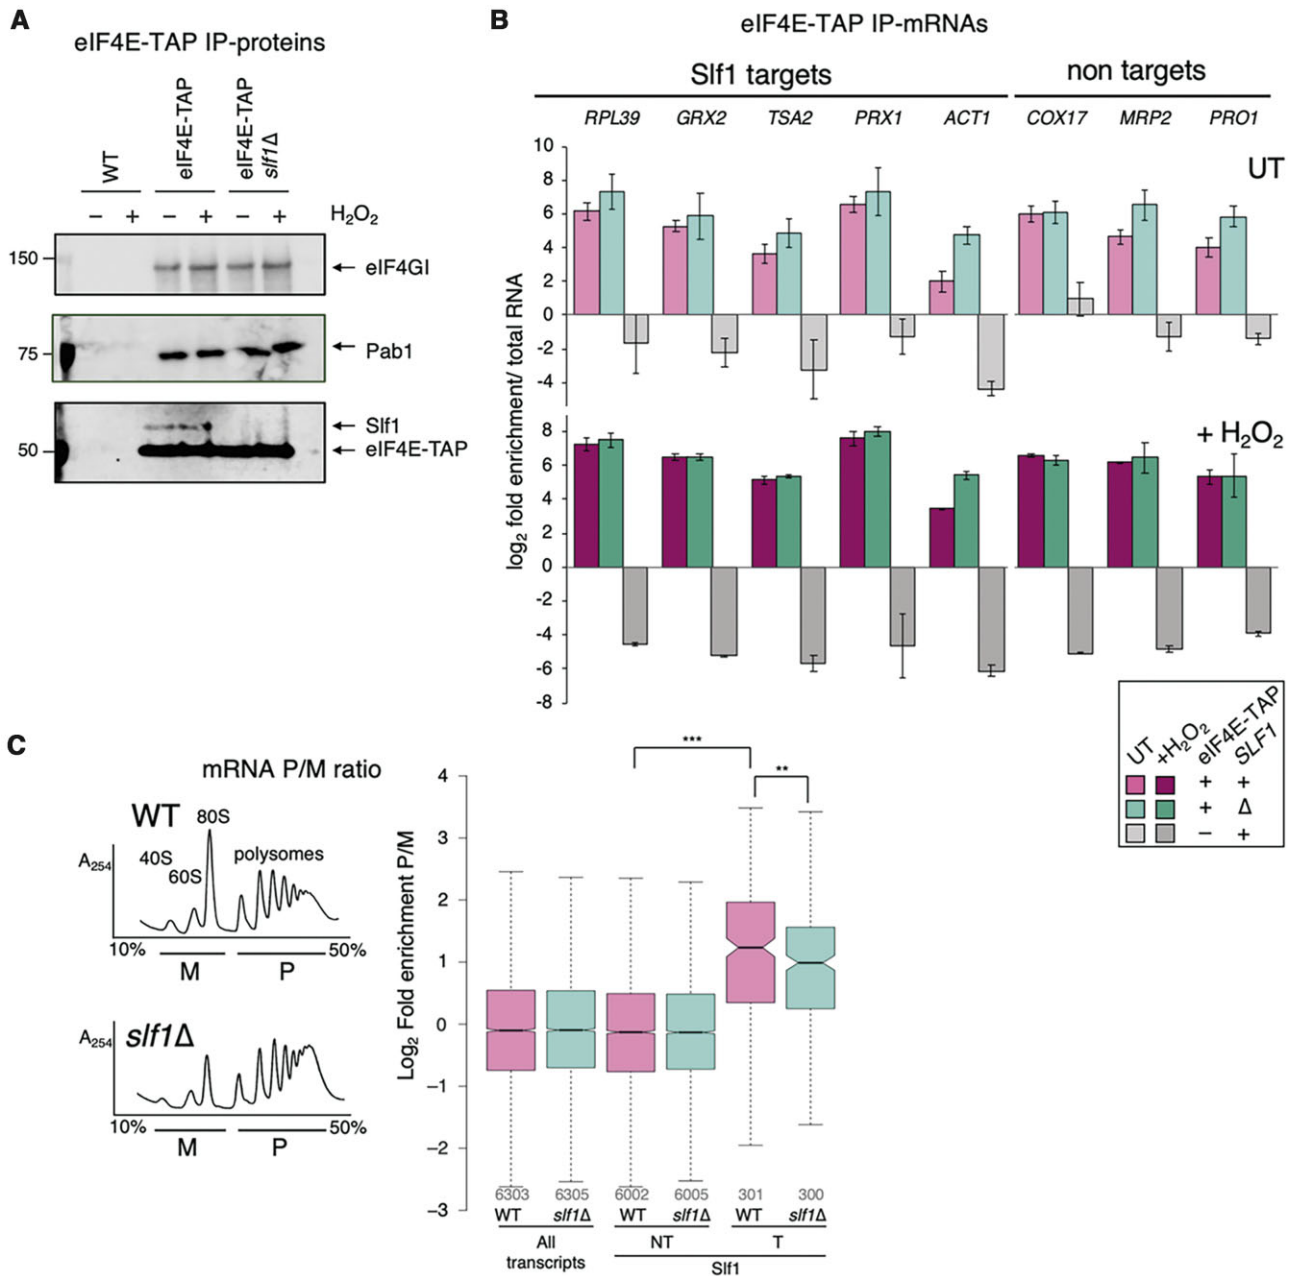 A
eIF4E-TAP IP-proteins
WT
eIF4E-TAP
eIF4E-TAP
slf1Δ
− + − + − + H2O2
150
eIF4GI
75
Pab1
Slf1
50
eIF4E-TAP
B
eIF4E-TAP IP-mRNAs
Slf1 targets
non targets
RPL39 GRX2 TSA2 PRX1 ACT1 COX17 MRP2 PRO1
log2 fold enrichment/ total RNA
10
8
6
4
2
0
-2
-4
UT
8
6
4
2
0
-2
-4
-6
-8
+ H2O2
UT +H2O2 eIF4E-TAP SLF1
+ +
+ Δ
− +
C
mRNA P/M ratio
WT
80S
40S
60S
polysomes
A254
10% 50%
M P
slf1Δ
A254
10% 50%
M P
Log2 Fold enrichment P/M
4
3
2
1
0
−1
−2
−3
***
**
6303 6305 6002 6005 301 300
WT slf1Δ WT slf1Δ WT slf1Δ
All
transcripts
NT T
Slf1